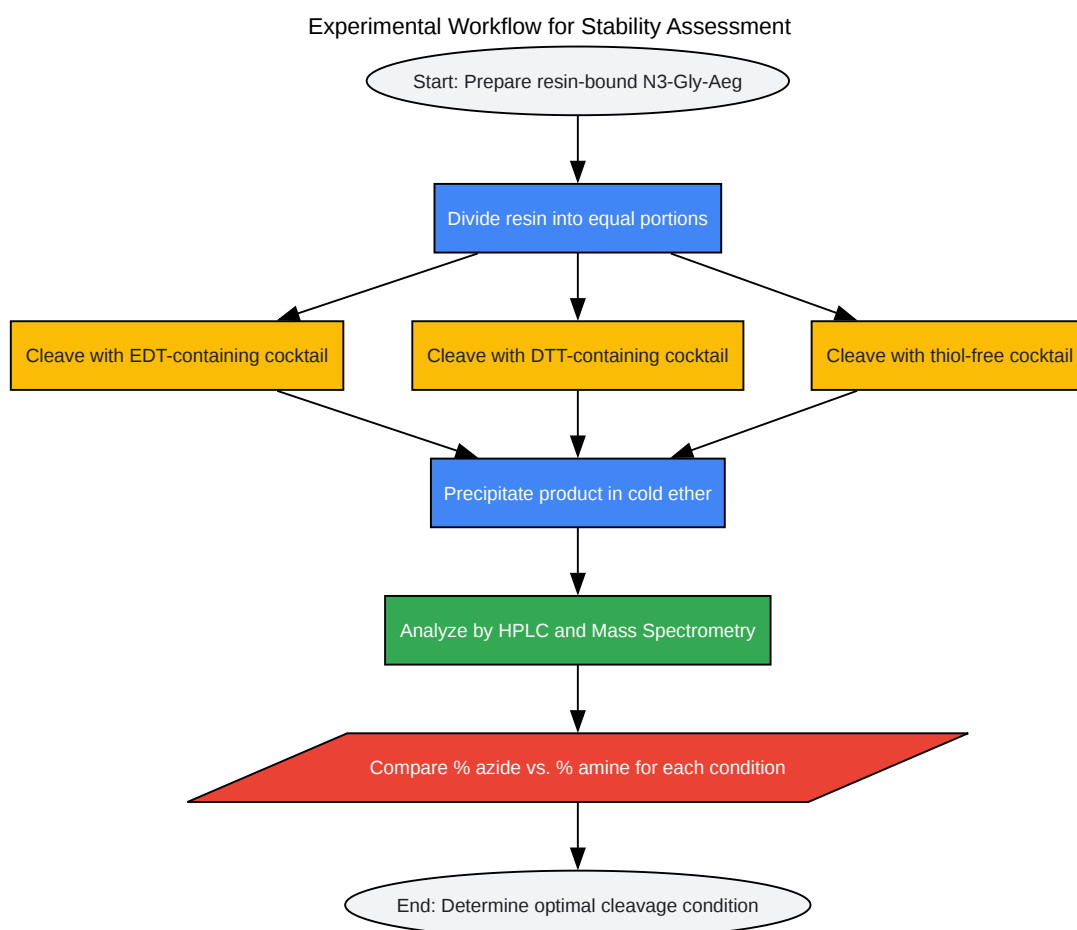 Experimental Workflow for Stability Assessment
Start: Prepare resin-bound N3-Gly-Aeg
Divide resin into equal portions
Cleave with EDT-containing cocktail
Cleave with DTT-containing cocktail
Cleave with thiol-free cocktail
Precipitate product in cold ether
Analyze by HPLC and Mass Spectrometry
Compare % azide vs. % amine for each condition
End: Determine optimal cleavage condition